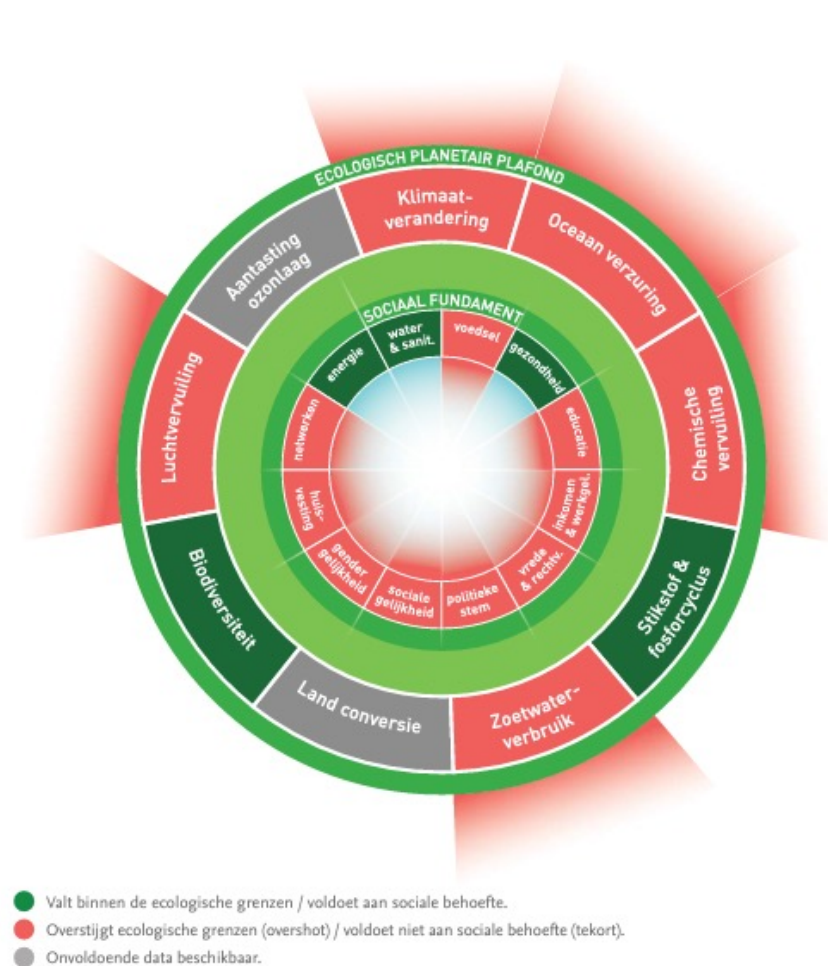 ECOLOGISCH PLANETAIR PLAFOND
Klimaat-
verandering
Oceaan verzuring
Chemische
vervuiling
Stikstof &
fosforcyclus
Zoetwater-
verbruik
Land conversie
Biodiversiteit
Luchtvervuiling
Aantasting
ozonlaag
SOCIAAL FUNDAMENT
water
& sanit.
voedsel
gezondheid
educatie
inkomen
& werkgel.
vrede
& rechtv.
politieke
stem
sociale
gelijkheid
gender
gelijkheid
huis-
vesting
netwerken
energie
Valt binnen de ecologische grenzen / voldoet aan sociale behoefte.
Overstijgt ecologische grenzen (overshot) / voldoet niet aan sociale behoefte (tekort).
Onvoldoende data beschikbaar.